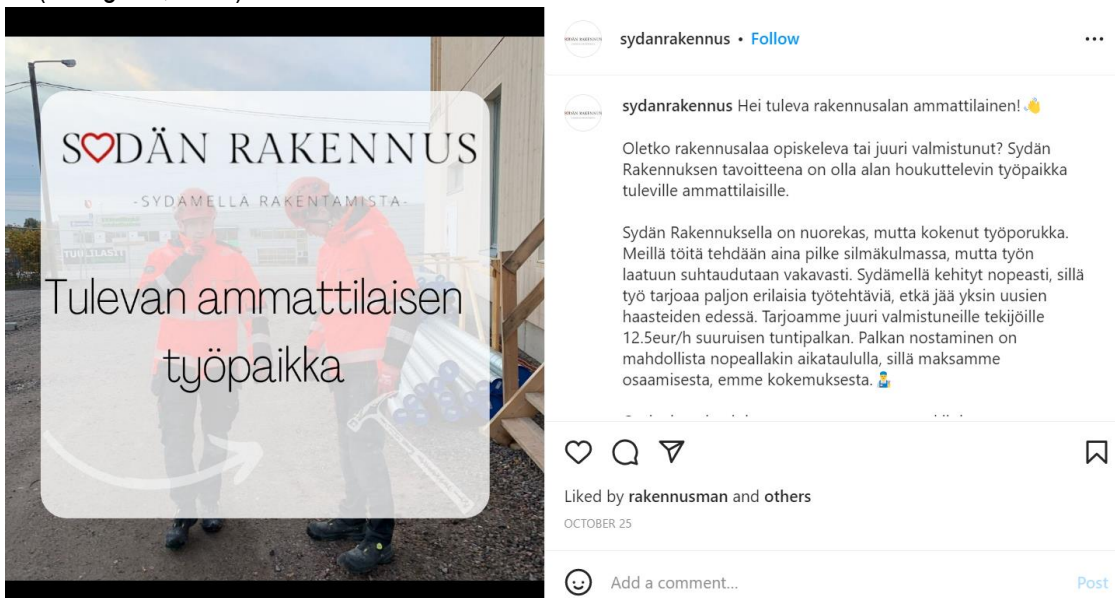 sydanrakennus • Follow
SYDÄN RAKENNUS
-SYDÄMELLÄ RAKENTAMISTA-
TUULILASIT
Tulevan ammattilaisen
työpaikka
sydanrakennus Hei tuleva rakennusalan ammattilainen! 👋
Oletko rakennusalaa opiskeleva tai juuri valmistunut? Sydän
Rakennuksen tavoitteena on olla alan houkuttelevin työpaikka
tuleville ammattilaisille.
Sydän Rakennuksella on nuorekas, mutta kokenut työporukka.
Meillä töitä tehdään aina pilke silmäkulmassa, mutta työn
laatuun suhtaudutaan vakavasti. Sydämellä kehityt nopeasti, sillä
työ tarjoaa paljon erilaisia työtehtäviä, etkä jää yksin uusien
haasteiden edessä. Tarjoamme juuri valmistuneille tekijöille
12.5eur/h suuruisen tuntipalkan. Palkan nostaminen on
mahdollista nopeallakin aikataululla, sillä maksamme
osaamisesta, emme kokemuksesta.
Liked by rakennusman and others
OCTOBER 25
Add a comment...
Post